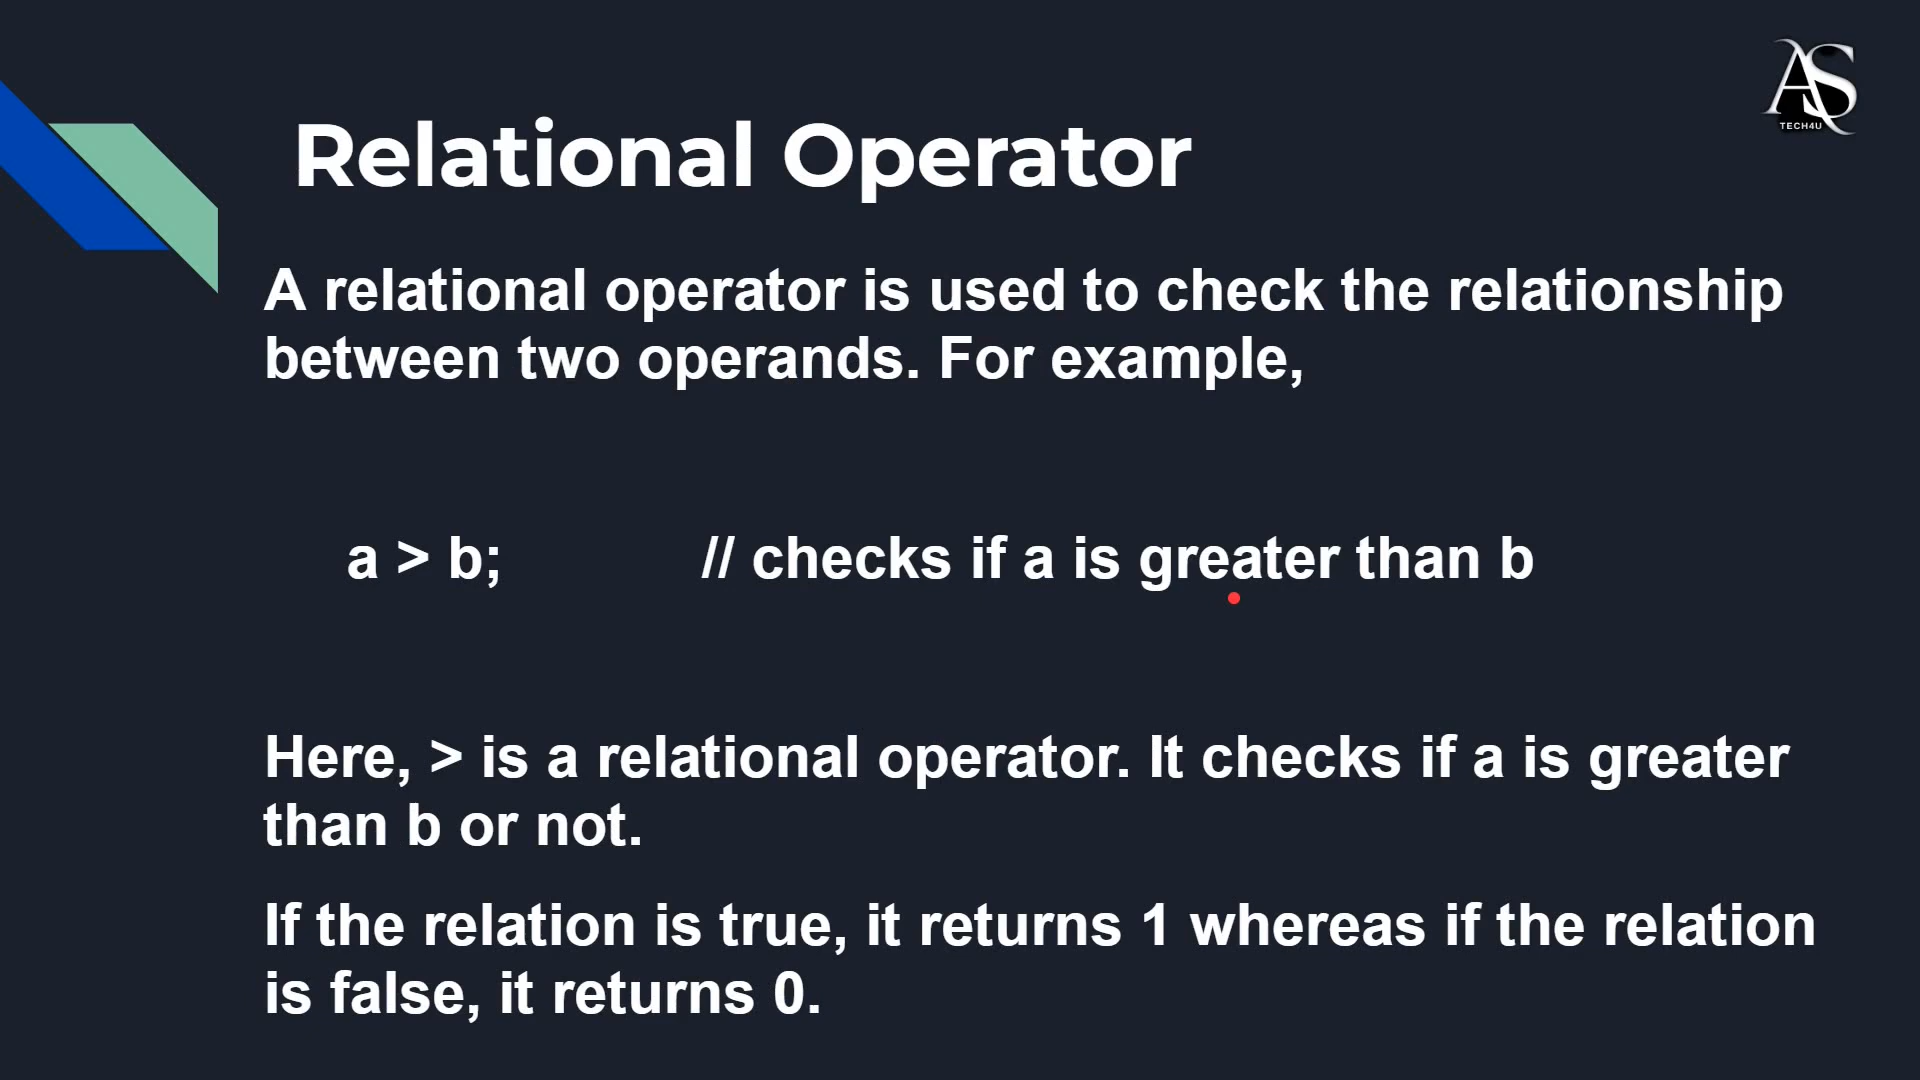 AS
TECH4U
Relational Operator
A relational operator is used to check the relationship
between two operands. For example,
a > b; // checks if a is greater than b
Here, > is a relational operator. It checks if a is greater
than b or not.
If the relation is true, it returns 1 whereas if the relation
is false, it returns 0.